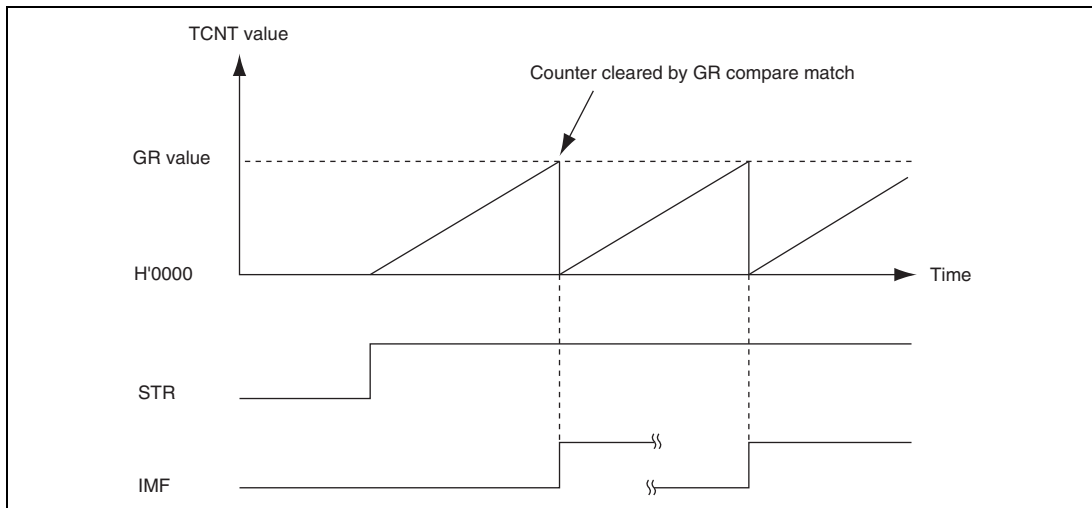 TCNT value
Counter cleared by GR compare match
GR value
H'0000
Time
STR
IMF